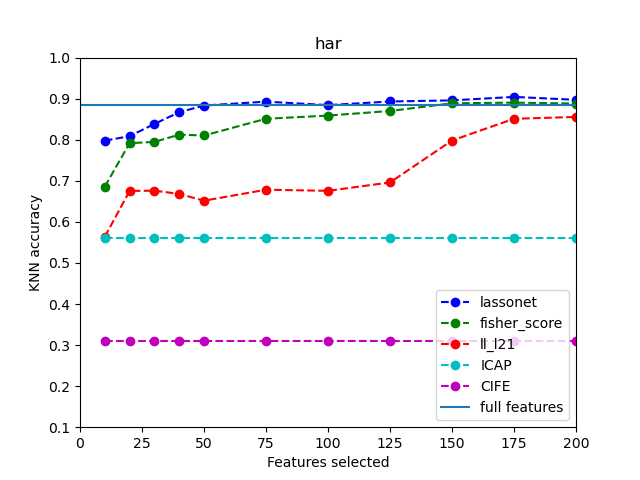 har
1.0
0.9
0.8
0.7
0.6
0.5
0.4
0.3
0.2
0.1
KNN accuracy
lassonet
fisher_score
ll_l21
ICAP
CIFE
full features
0 25 50 75 100 125 150 175 200
Features selected